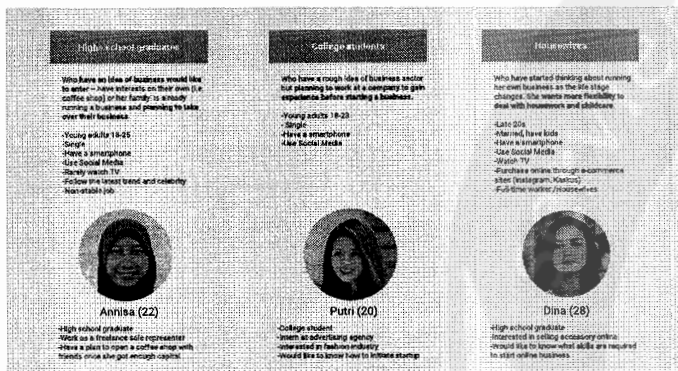 High school graduates
Who have an idea of business would like
to enter – have interests on their own (i.e
coffee shop) or her family is already
running a business and planning to take
over their business.
-Young adults 18-25
-Single
-Have a smartphone
-Use Social Media
-Rarely watch TV
-Follow the latest trend and celebrity
-Non-stable job
Annisa (22)
-High school graduate
-Work as a freelance sale representer
-Have a plan to open a coffee shop with
friends once she got enough capital
College students
Who have a rough idea of business sector
but planning to work at a company to gain
experience before starting a business.
-Young adults 18-23
- Single
-Have a smartphone
-Use Social Media
Putri (20)
-College student
-Intern at advertising agency
-Interested in fashion industry
-Would like to know how to initiate startup
Housewives
Who have started thinking about running
her own business as the life stage
changes. She wants more flexibility to
deal with housework and childcare
-Late 20s
-Married, have kids
-Have a smartphone
-Use Social Media
-Watch TV
-Purchase online through e-commerce
sites (Instagram, Kaskus)
-Full-time worker /Housewives
Dina (28)
-High school graduate
-Interested in selling accessory online
-Would like to know what skills are required
to start online business